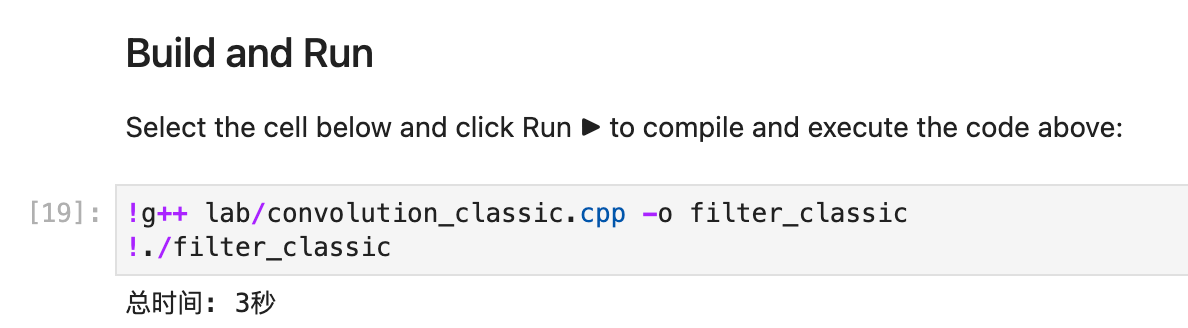 Build and Run
Select the cell below and click Run ▶ to compile and execute the code above:
[19]: !g++ lab/convolution_classic.cpp -o filter_classic
!./filter_classic
总时间: 3秒